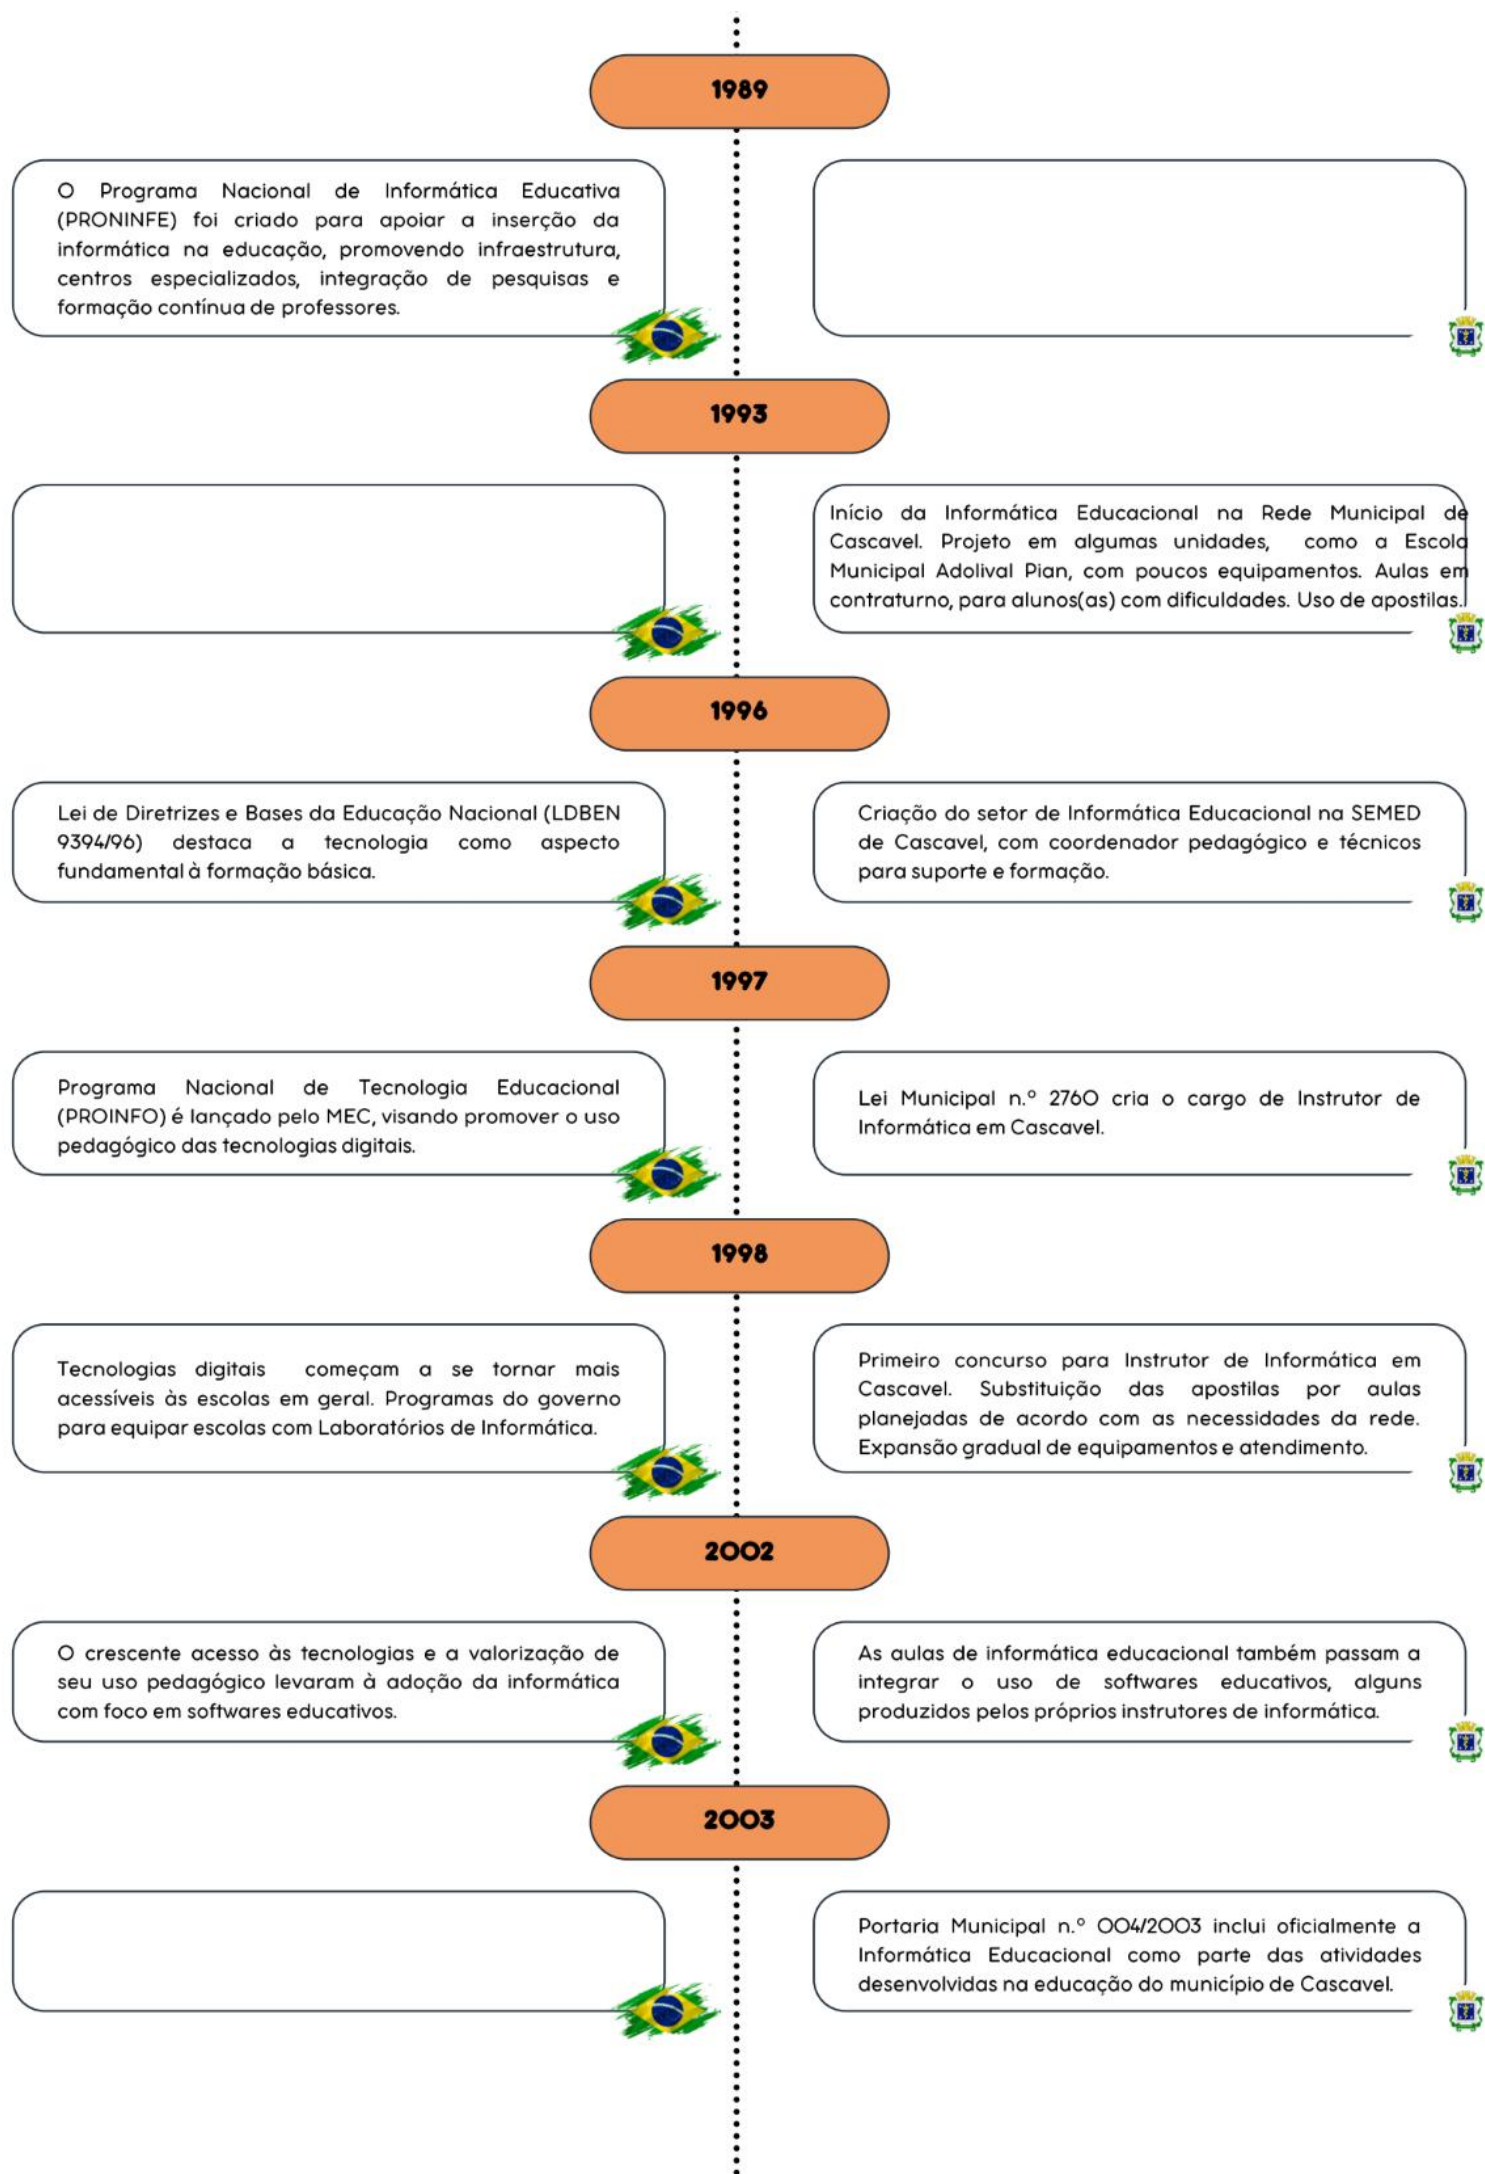 1989
O Programa Nacional de Informática Educativa
(PRONINFE) foi criado para apoiar a inserção da
informática na educação, promovendo infraestrutura,
centros especializados, integração de pesquisas e
formação contínua de professores.
1993
Início da Informática Educacional na Rede Municipal de
Cascavel. Projeto em algumas unidades, como a Escola
Municipal Adolival Pian, com poucos equipamentos. Aulas em
contraturno, para alunos(as) com dificuldades. Uso de apostilas.
1996
Lei de Diretrizes e Bases da Educação Nacional (LDBEN
9394/96) destaca a tecnologia como aspecto
fundamental à formação básica.
Criação do setor de Informática Educacional na SEMED
de Cascavel, com coordenador pedagógico e técnicos
para suporte e formação.
1997
Programa Nacional de Tecnologia Educacional
(PROINFO) é lançado pelo MEC, visando promover o uso
pedagógico das tecnologias digitais.
Lei Municipal n.º 2760 cria o cargo de Instrutor de
Informática em Cascavel.
1998
Tecnologias digitais começam a se tornar mais
acessíveis às escolas em geral. Programas do governo
para equipar escolas com Laboratórios de Informática.
Primeiro concurso para Instrutor de Informática em
Cascavel. Substituição das apostilas por aulas
planejadas de acordo com as necessidades da rede.
Expansão gradual de equipamentos e atendimento.
2002
O crescente acesso às tecnologias e a valorização de
seu uso pedagógico levaram à adoção da informática
com foco em softwares educativos.
As aulas de informática educacional também passam a
integrar o uso de softwares educativos, alguns
produzidos pelos próprios instrutores de informática.
2003
Portaria Municipal n.º 004/2003 inclui oficialmente a
Informática Educacional como parte das atividades
desenvolvidas na educação do município de Cascavel.